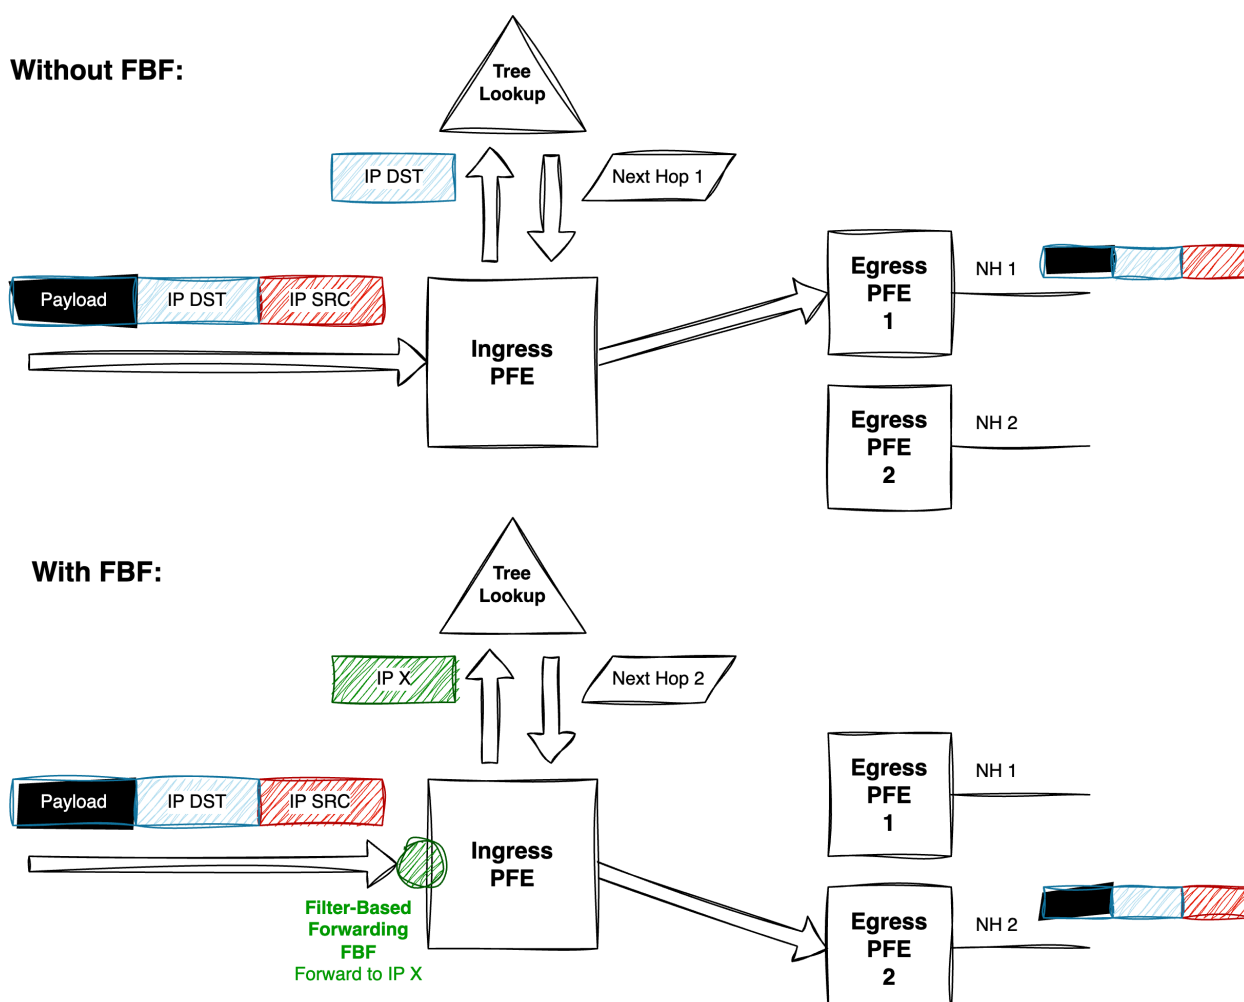 Without FBF:
Tree
Lookup
IP DST
Next Hop 1
Payload
IP DST
IP SRC
Ingress
PFE
Egress
PFE
1
NH 1
Egress
PFE
2
NH 2
With FBF:
Tree
Lookup
IP X
Next Hop 2
Payload
IP DST
IP SRC
Ingress
PFE
Filter-Based
Forwarding
FBF
Forward to IP X
Egress
PFE
1
NH 1
Egress
PFE
2
NH 2